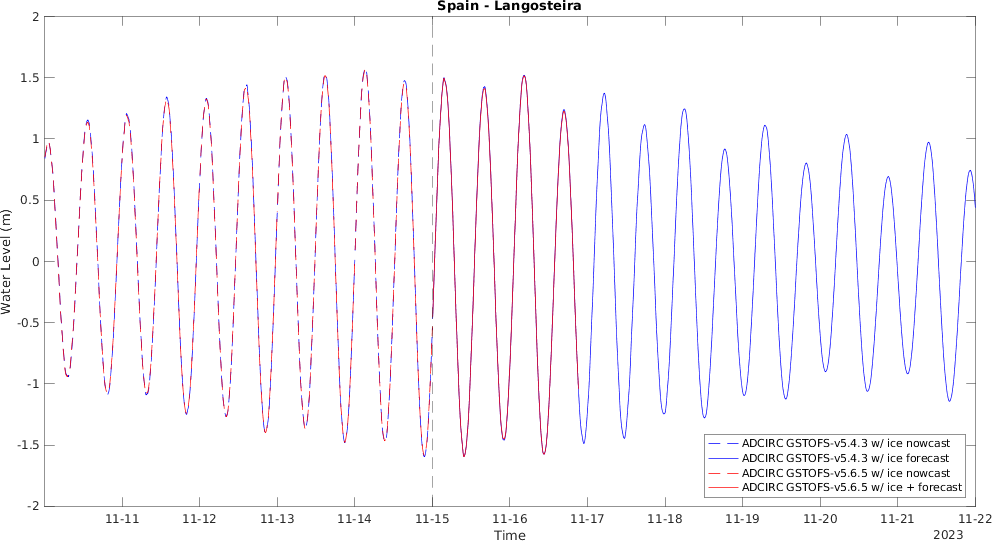 Spain - Langosteira
2
1.5
1
0.5
0
-0.5
-1
-1.5
-2
Water Level (m)
ADCIRC GSTOFS-v5.4.3 w/ ice nowcast
ADCIRC GSTOFS-v5.4.3 w/ ice forecast
ADCIRC GSTOFS-v5.6.5 w/ ice nowcast
ADCIRC GSTOFS-v5.6.5 w/ ice + forecast
11-11 11-12 11-13 11-14 11-15 11-16 11-17 11-18 11-19 11-20 11-21 11-22
Time
2023